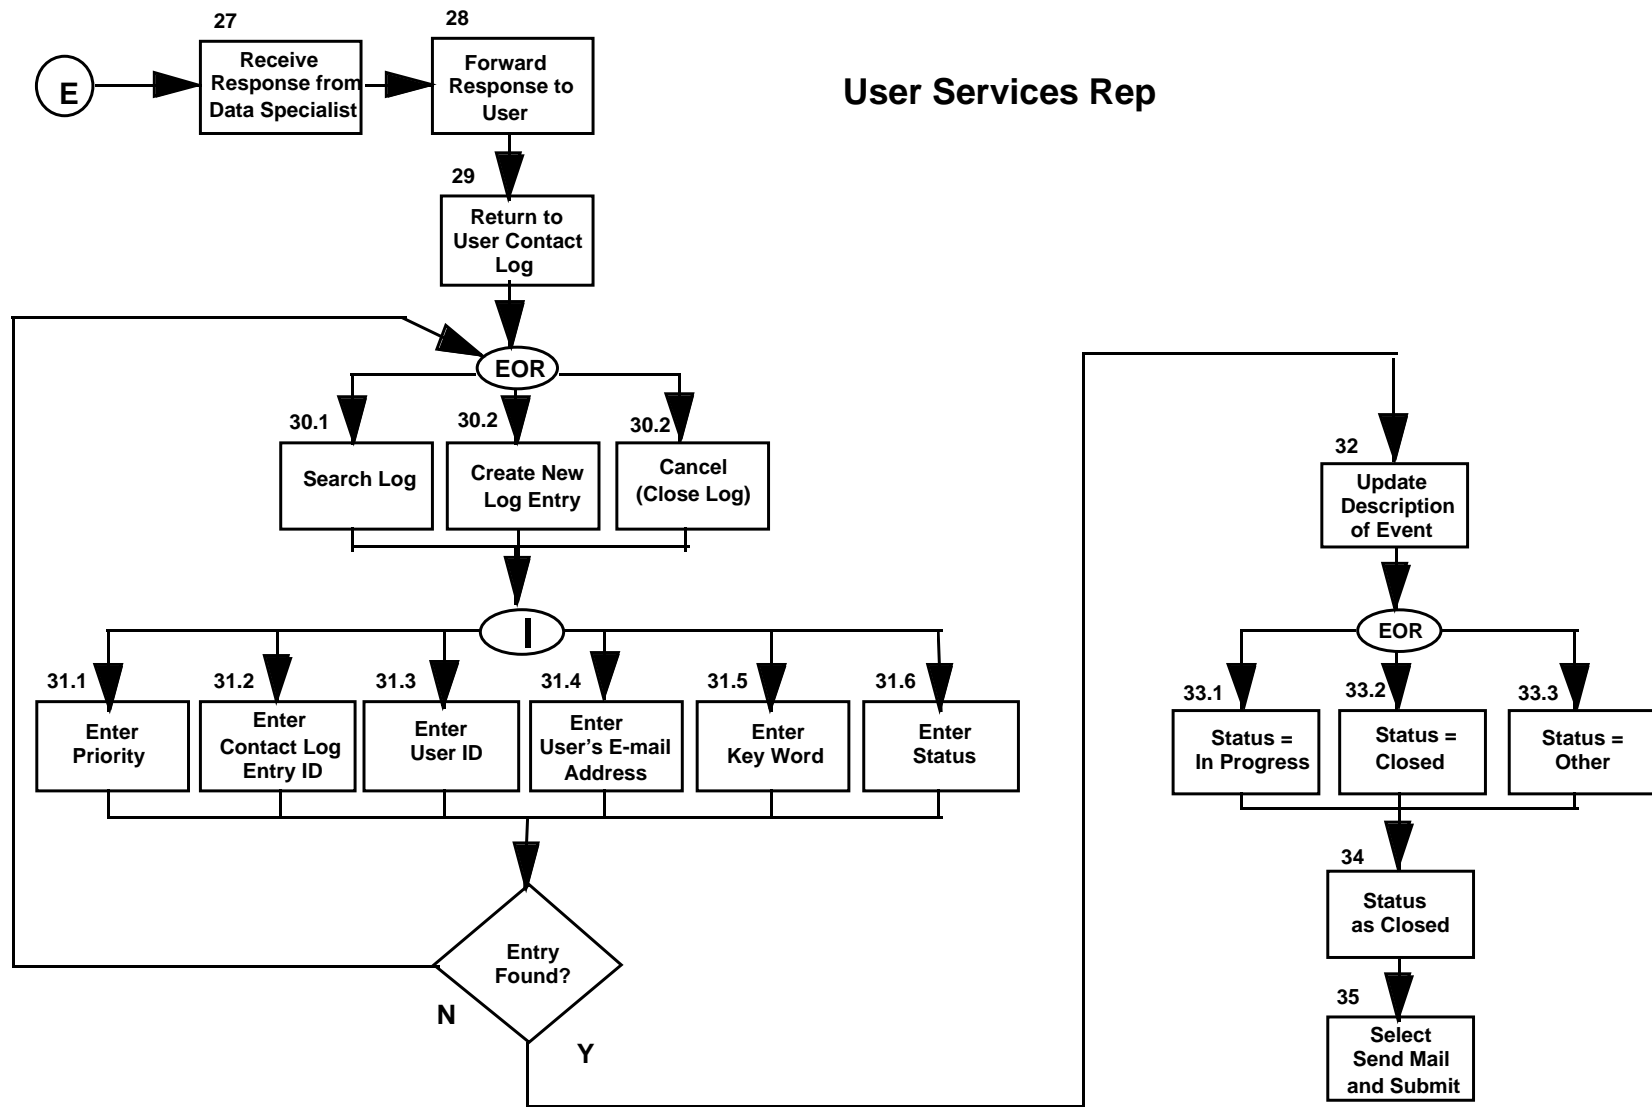 27
28
E
Receive
Response from
Data Specialist
Forward
Response to
User
User Services Rep
29
Return to
User Contact
Log
EOR
30.1
30.2
30.2
Search Log
Create New
Log Entry
Cancel
(Close Log)
I
31.1
31.2
31.3
31.4
31.5
31.6
Enter
Priority
Enter
Contact Log
Entry ID
Enter
User ID
Enter
User's E-mail
Address
Enter
Key Word
Enter
Status
Entry
Found?
N
Y
32
Update
Description
of Event
EOR
33.1
33.2
33.3
Status =
In Progress
Status =
Closed
Status =
Other
34
Status
as Closed
35
Select
Send Mail
and Submit